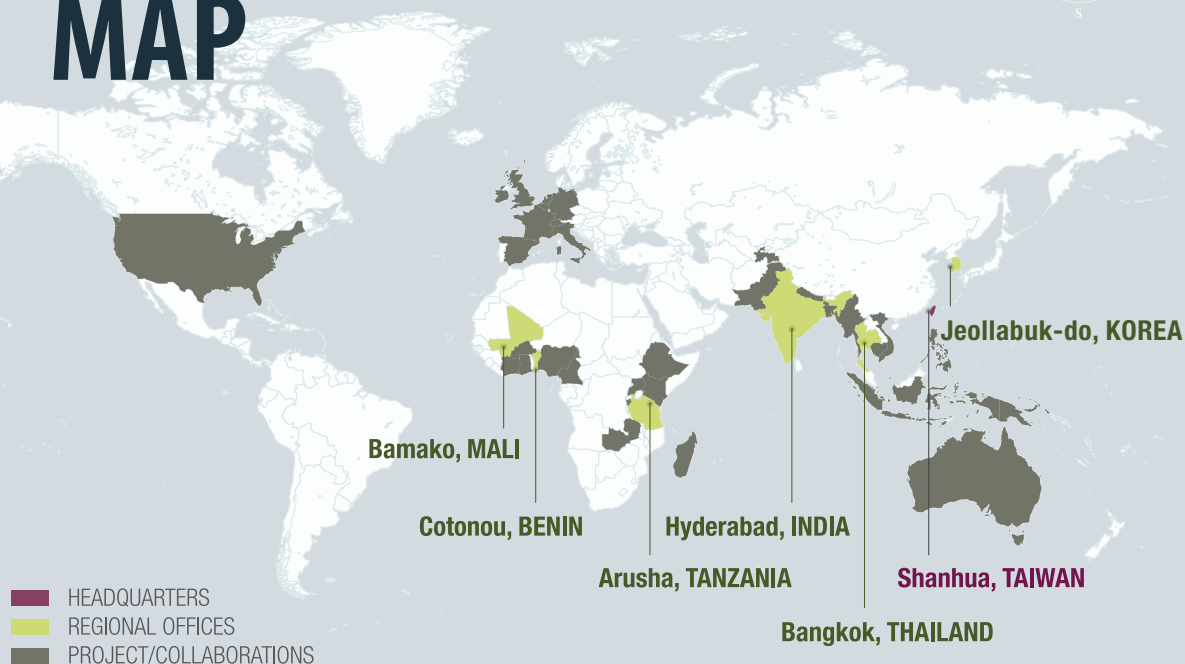 MAP
S
Jeollabuk-do, KOREA
Bamako, MALI
Cotonou, BENIN
Hyderabad, INDIA
Arusha, TANZANIA
Shanhua, TAIWAN
Bangkok, THAILAND
HEADQUARTERS
REGIONAL OFFICES
PROJECT/COLLABORATIONS